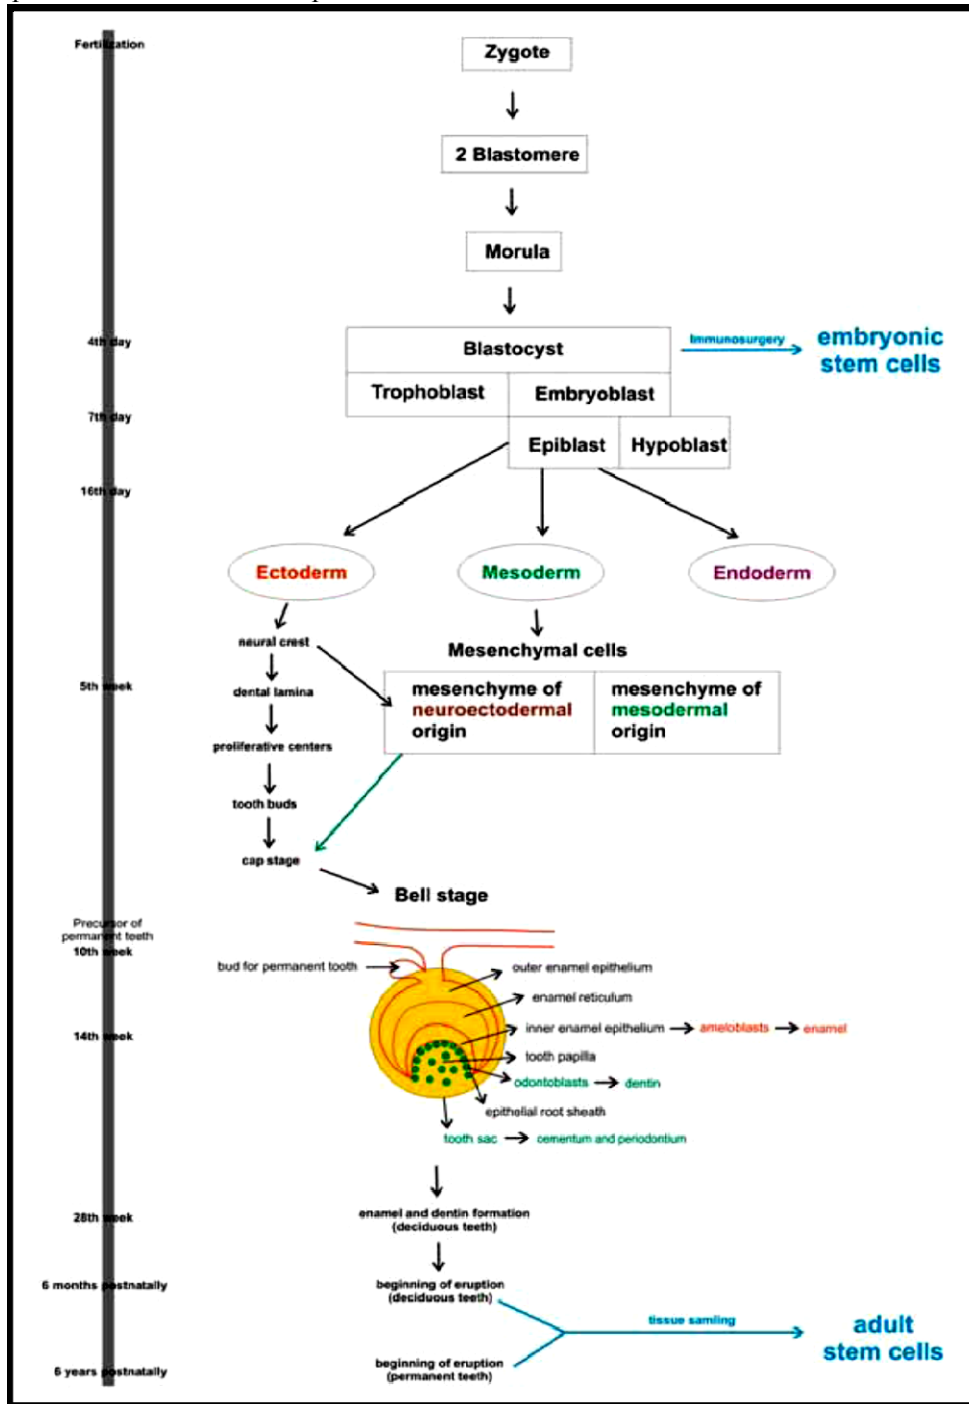 Fertilization
Zygote
2 Blastomere
Morula
4th day
Blastocyst
Immunosurgery
embryonic
stem cells
Trophoblast
Embryoblast
7th day
Epiblast
Hypoblast
16th day
Ectoderm
Mesoderm
Endoderm
neural crest
Mesenchymal cells
5th week
dental lamina
mesenchyme of
neuroectodermal
origin
mesenchyme of
mesodermal
origin
proliferative centers
tooth buds
cap stage
Bell stage
Precursor of
permanent teeth
10th week
bud for permanent tooth
outer enamel epithelium
enamel reticulum
14th week
inner enamel epithelium
ameloblasts
enamel
tooth papilla
odontoblasts
dentin
epithelial root sheath
tooth sac
cementum and periodontium
28th week
enamel and dentin formation
(deciduous teeth)
6 months postnatally
beginning of eruption
(deciduous teeth)
tissue samling
adult
stem cells
6 years postnatally
beginning of eruption
(permanent teeth)